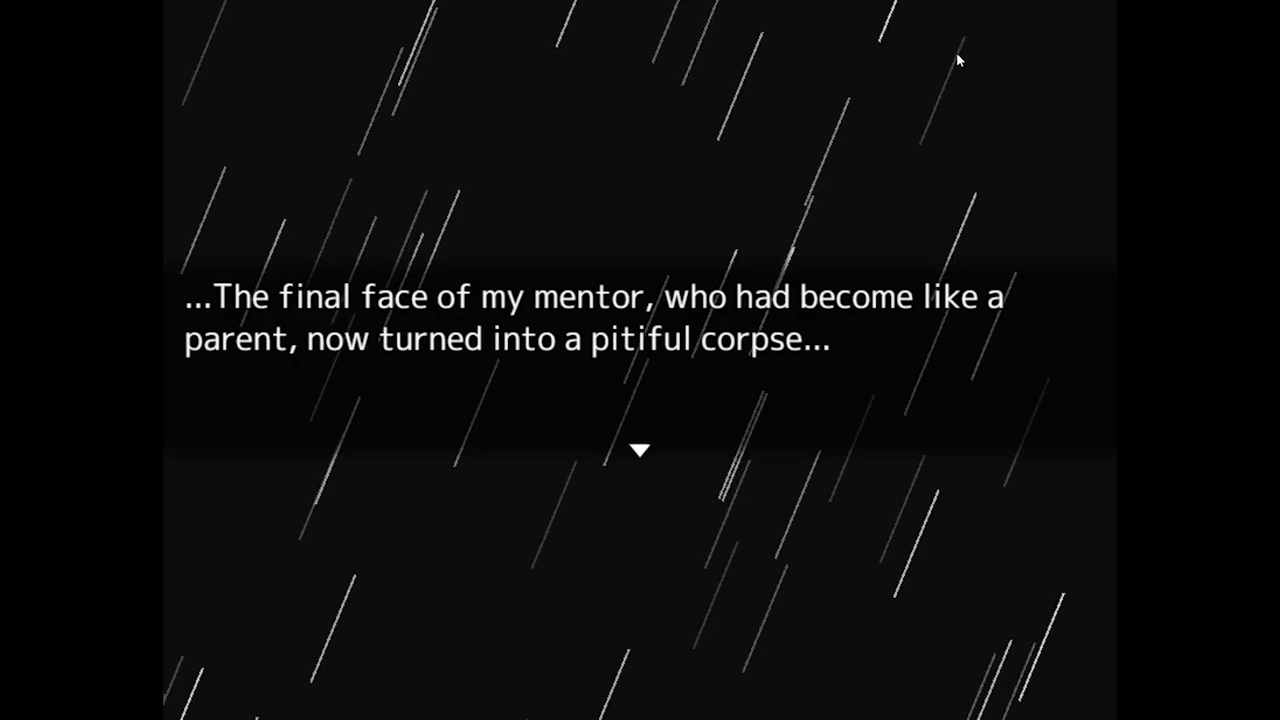 ...The final face of my mentor, who had become like a
parent, now turned into a pitiful corpse...